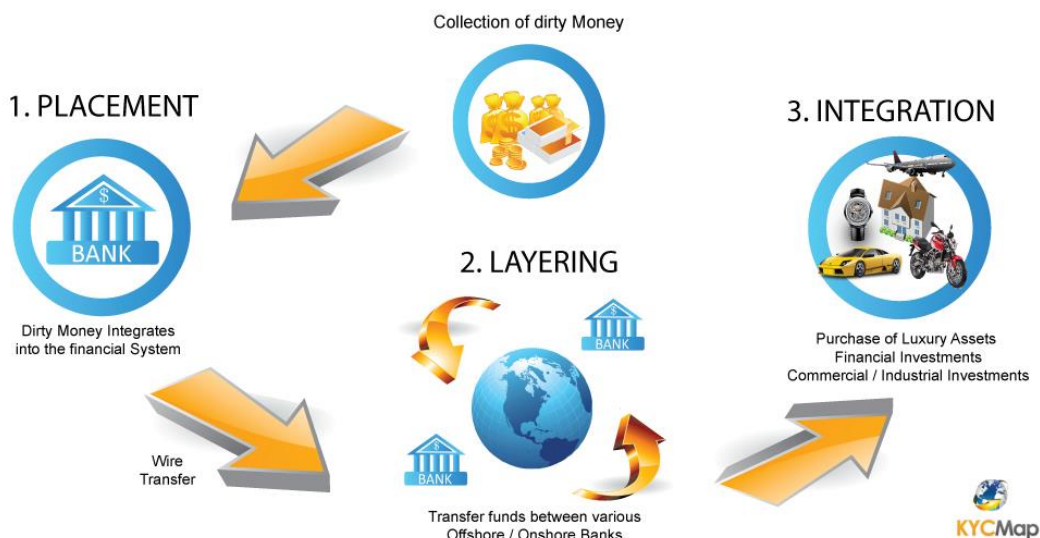 Collection of dirty Money
1. PLACEMENT
$
BANK
Dirty Money Integrates
into the financial System
Wire
Transfer
2. LAYERING
$
BANK
$
BANK
Transfer funds between various
Offshore / Onshore Banks
3. INTEGRATION
Purchase of Luxury Assets
Financial Investments
Commercial / Industrial Investments
KYCMap